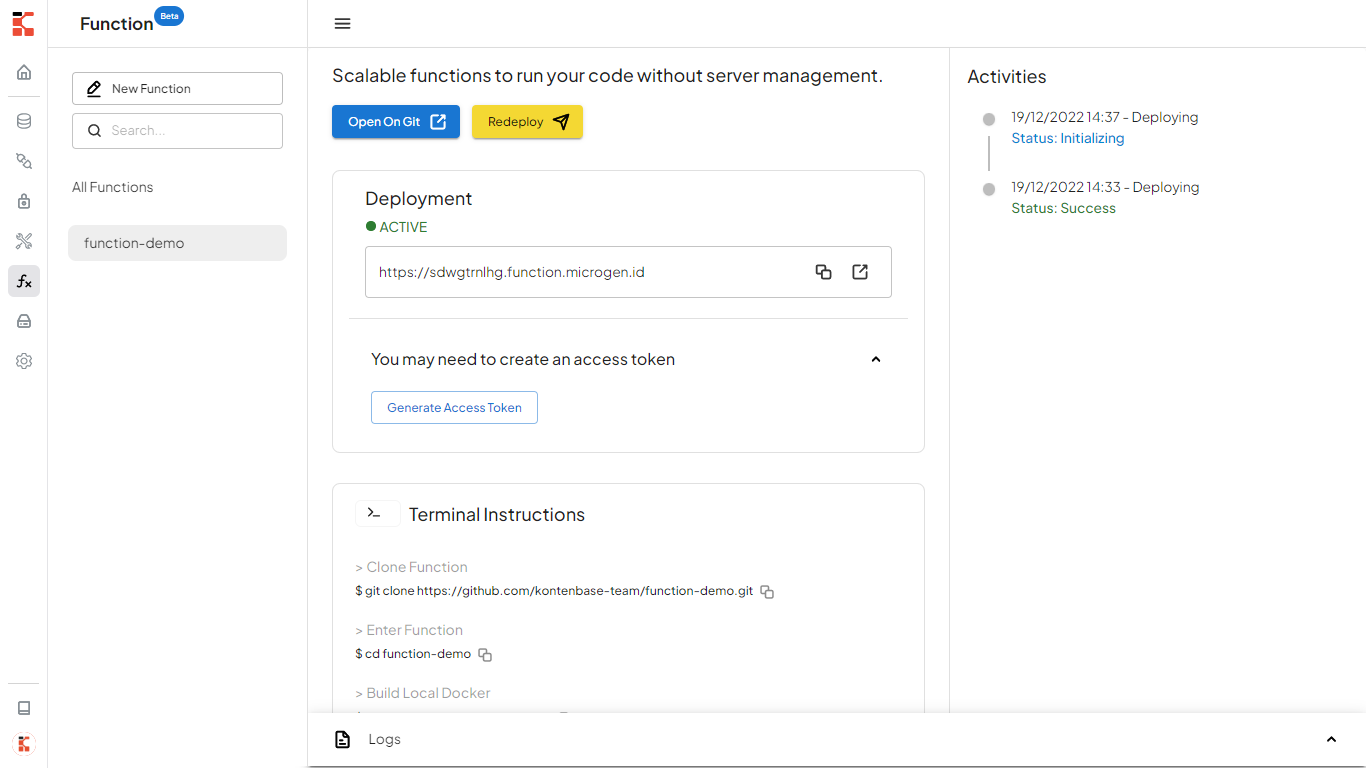 Function
Beta
New Function
Search...
All Functions
function-demo
Scalable functions to run your code without server management.
Open On Git
Redeploy
Deployment
ACTIVE
https://sdwgtrnlhg.function.microgen.id
You may need to create an access token
Generate Access Token
Terminal Instructions
> Clone Function
$ git clone https://github.com/kontenbase-team/function-demo.git
> Enter Function
$ cd function-demo
> Build Local Docker
Logs
Activities
19/12/2022 14:37 - Deploying
Status: Initializing
19/12/2022 14:33 - Deploying
Status: Success